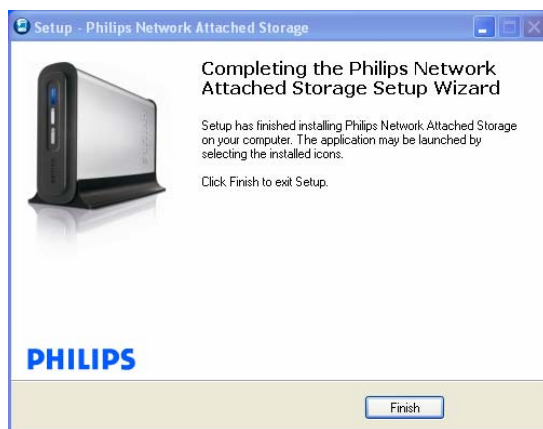 Setup - Philips Network Attached Storage
Completing the Philips Network
Attached Storage Setup Wizard
Setup has finished installing Philips Network Attached Storage
on your computer. The application may be launched by
selecting the installed icons.
Click Finish to exit Setup.
PHILIPS
Finish